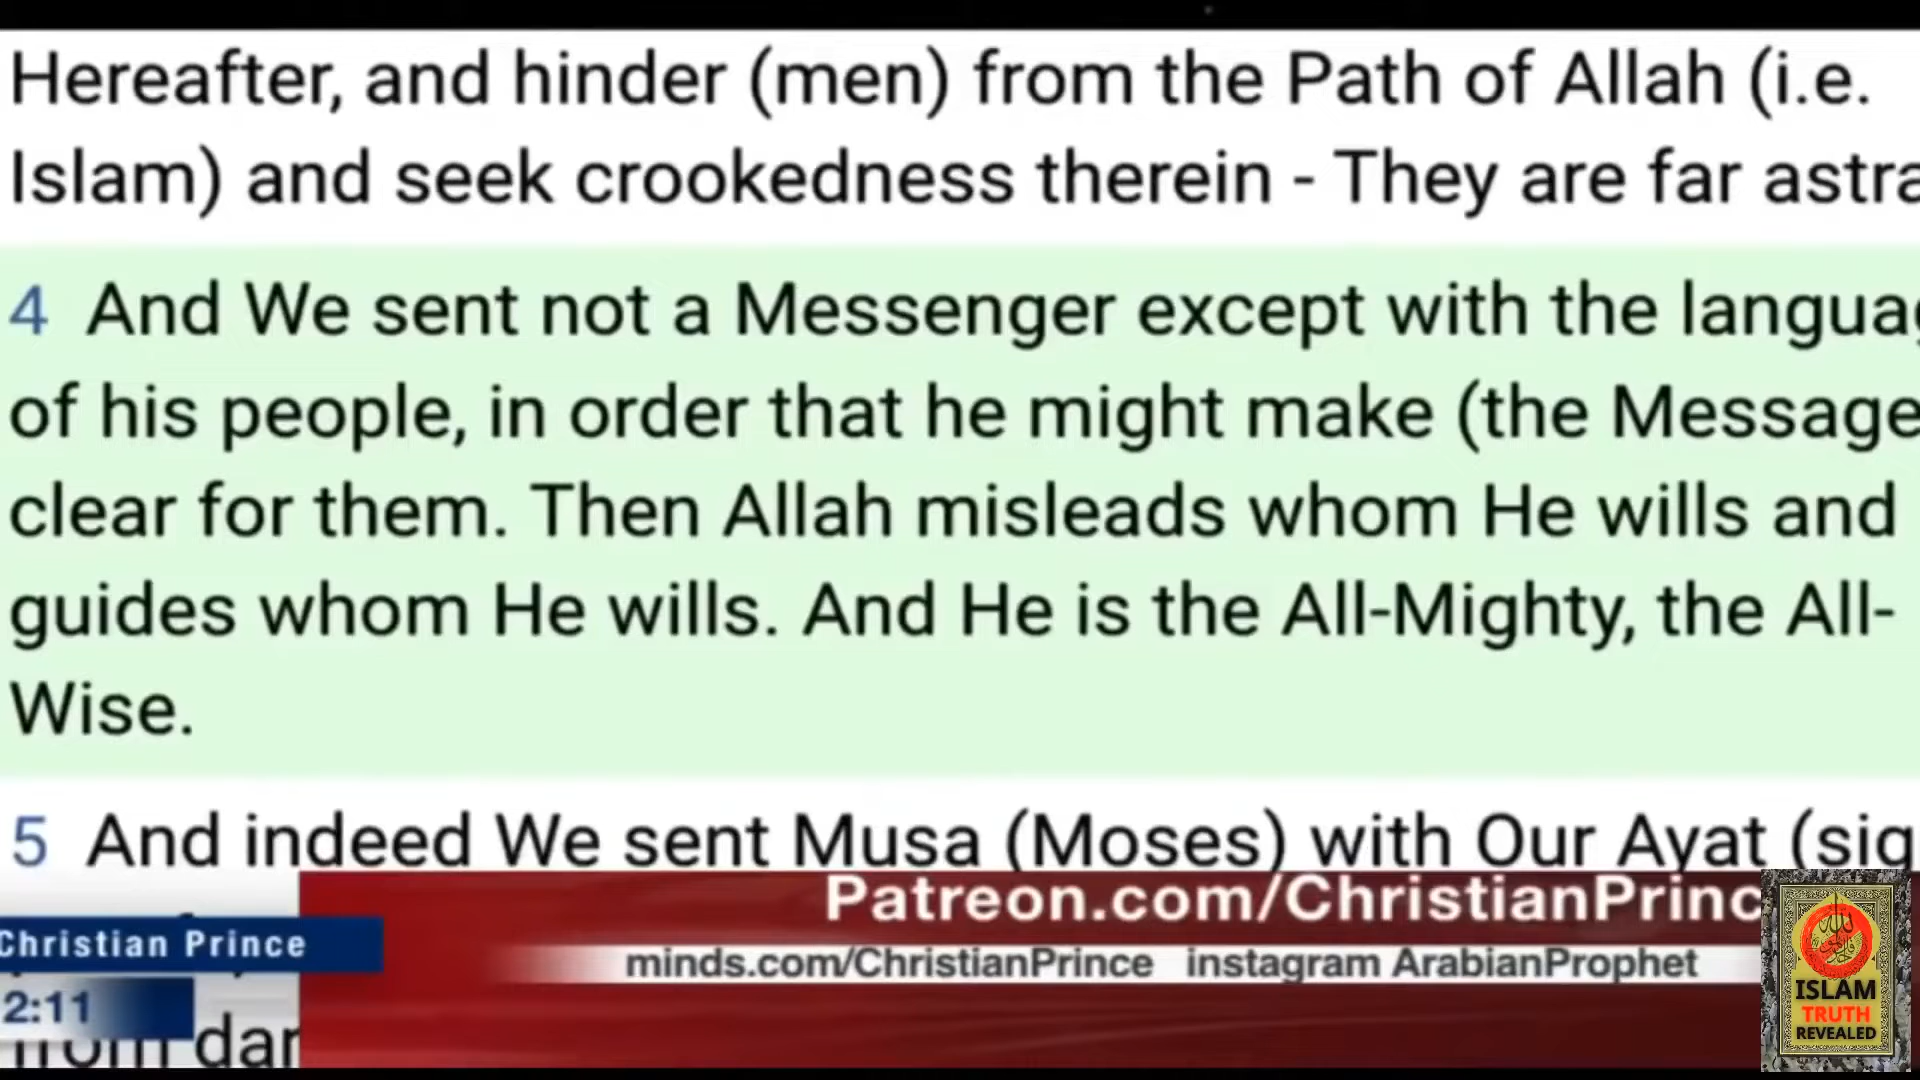 Hereafter, and hinder (men) from the Path of Allah (i.e.
Islam) and seek crookedness therein - They are far astra
4 And We sent not a Messenger except with the languag
of his people, in order that he might make (the Message
clear for them. Then Allah misleads whom He wills and
guides whom He wills. And He is the All-Mighty, the All-
Wise.
5 And indeed We sent Musa (Moses) with Our Ayat (sig
Patreon.com/ChristianPrinc
Christian Prince
minds.com/ChristianPrince instagram ArabianProphet
2:11
from dar
ISLAM
TRUTH
REVEALED